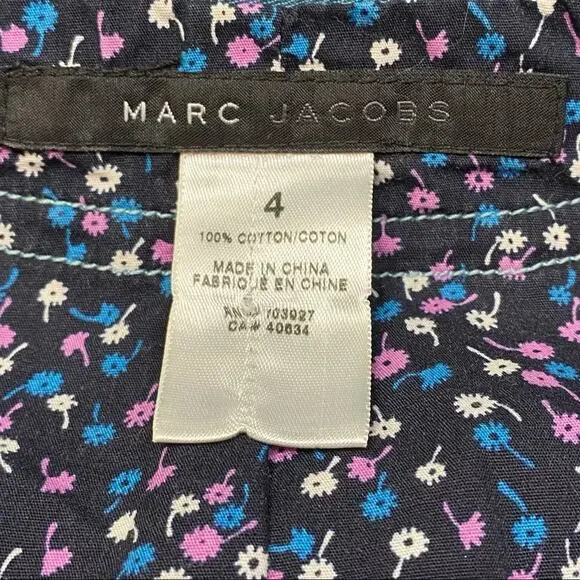 MARC JACOBS
4
100% COTTON/COTON
MADE IN CHINA
FABRIQUE EN CHINE
RN# 103927
CA# 40634